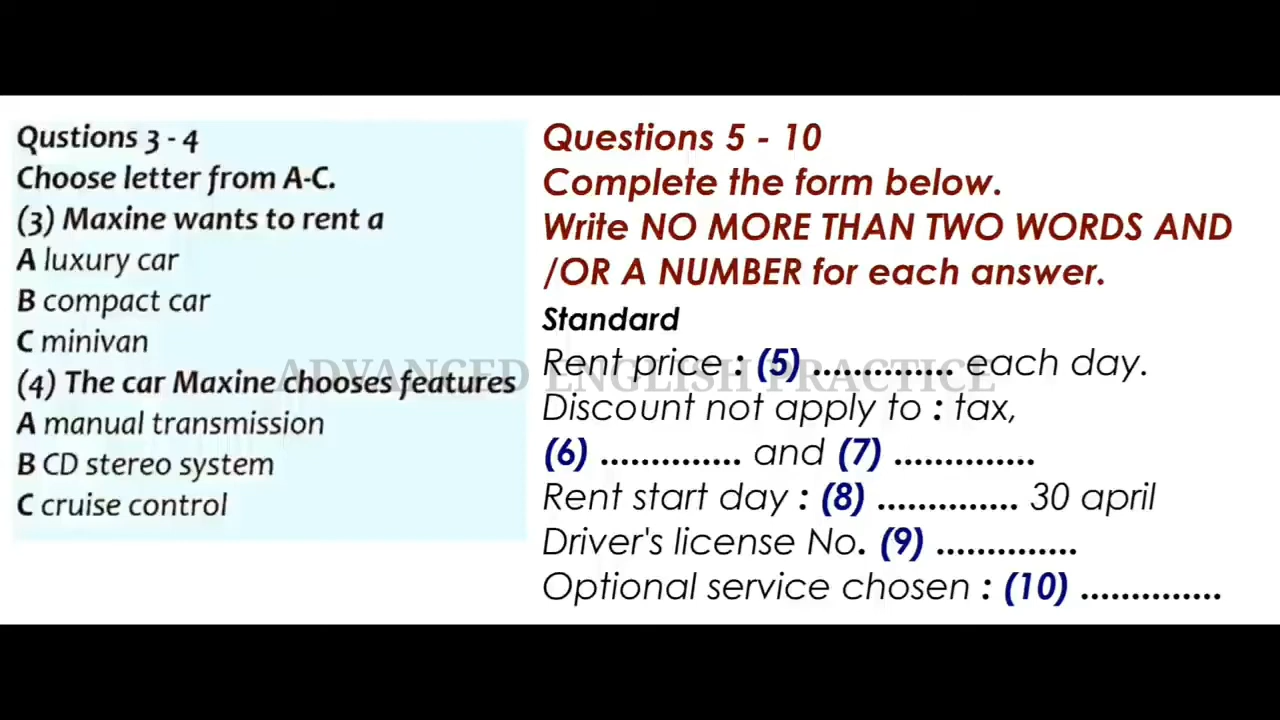 Qustions 3 - 4
Choose letter from A-C.
(3) Maxine wants to rent a
A luxury car
B compact car
C minivan
(4) The car Maxine chooses features
A manual transmission
B CD stereo system
C cruise control
Questions 5 - 10
Complete the form below.
Write NO MORE THAN TWO WORDS AND
/OR A NUMBER for each answer.
Standard
Rent price : (5) .............. each day.
Discount not apply to : tax,
(6) .............. and (7) ..............
Rent start day : (8) .............. 30 april
Driver's license No. (9) ..............
Optional service chosen : (10) ..............
ADVANCED ENGLISH PRACTICE